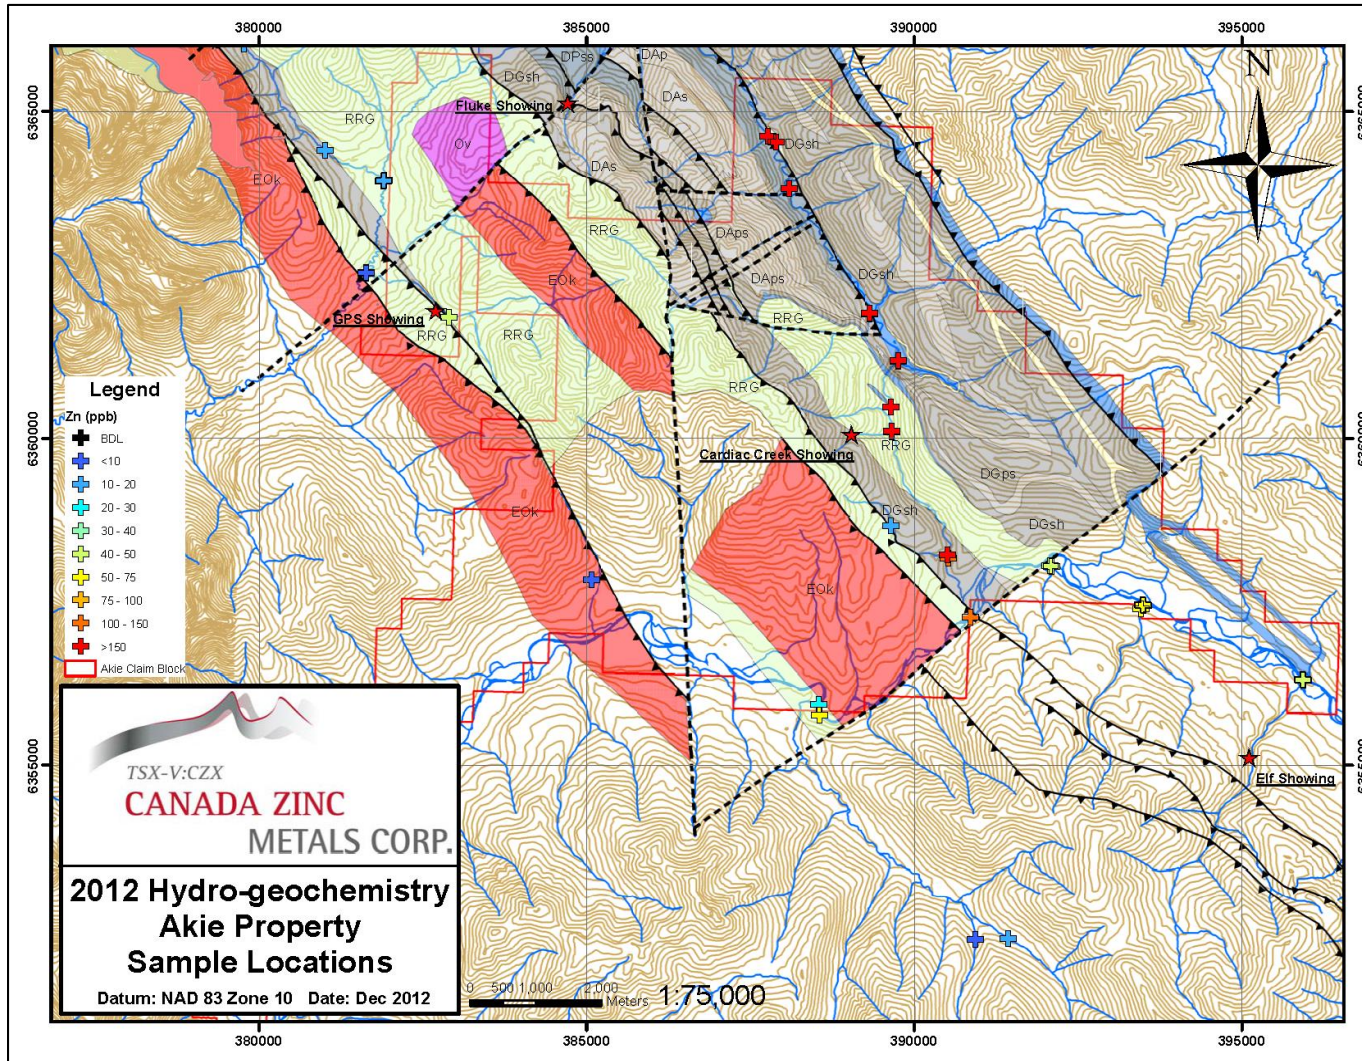 380000 385000 390000 395000
N
DPss DAp
DGsh DAs
6365000 Fluke Showing 6365000
RRG DGsh
Ov
EOk DAs
RRG DAps
DAps DGsh
EOk
GPS Showing
RRG RRG RRG
Legend
Zn (ppb)
BDL
<10
10 - 20
20 - 30
30 - 40
40 - 50
50 - 75
75 - 100
100 - 150
>150
Akie Claim Block
RRG
6360000 6360000
RRG
Cardiac Creek Showing
DGps
EOk DGsh DGsh
EOk
6355000 6355000
Elf Showing
TSX-V:CZX
CANADA ZINC
METALS CORP.
2012 Hydro-geochemistry
Akie Property
Sample Locations
Datum: NAD 83 Zone 10 Date: Dec 2012
0 500 1,000 2,000
Meters
1:75,000
380000 385000 390000 395000